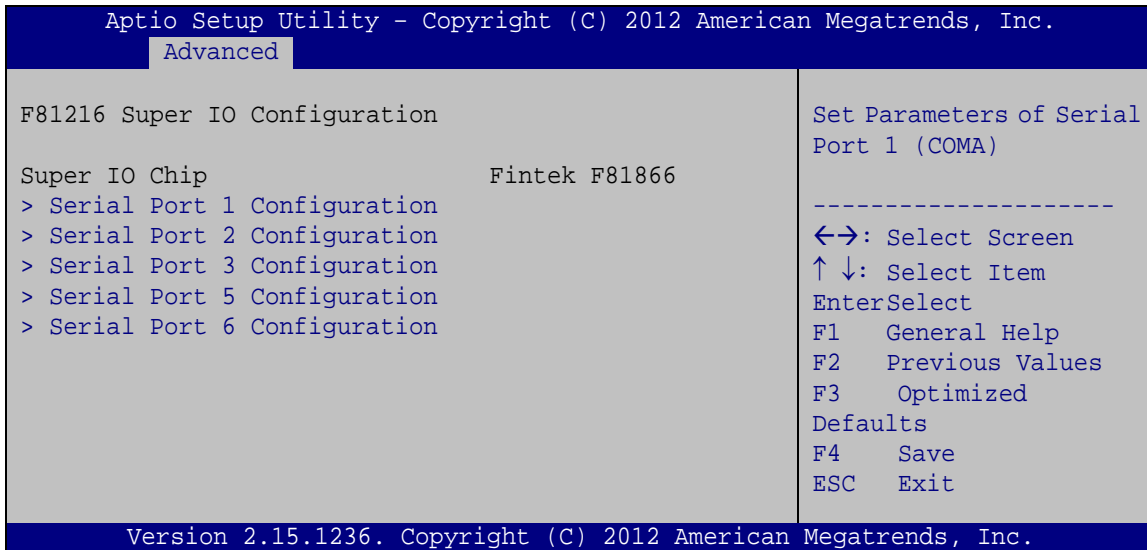 Aptio Setup Utility – Copyright (C) 2012 American Megatrends, Inc.
Advanced
F81216 Super IO Configuration
Super IO Chip Fintek F81866
> Serial Port 1 Configuration
> Serial Port 2 Configuration
> Serial Port 3 Configuration
> Serial Port 5 Configuration
> Serial Port 6 Configuration
Set Parameters of Serial
Port 1 (COMA)
---------------------
←→: Select Screen
↑ ↓: Select Item
EnterSelect
F1 General Help
F2 Previous Values
F3 Optimized
Defaults
F4 Save
ESC Exit
Version 2.15.1236. Copyright (C) 2012 American Megatrends, Inc.